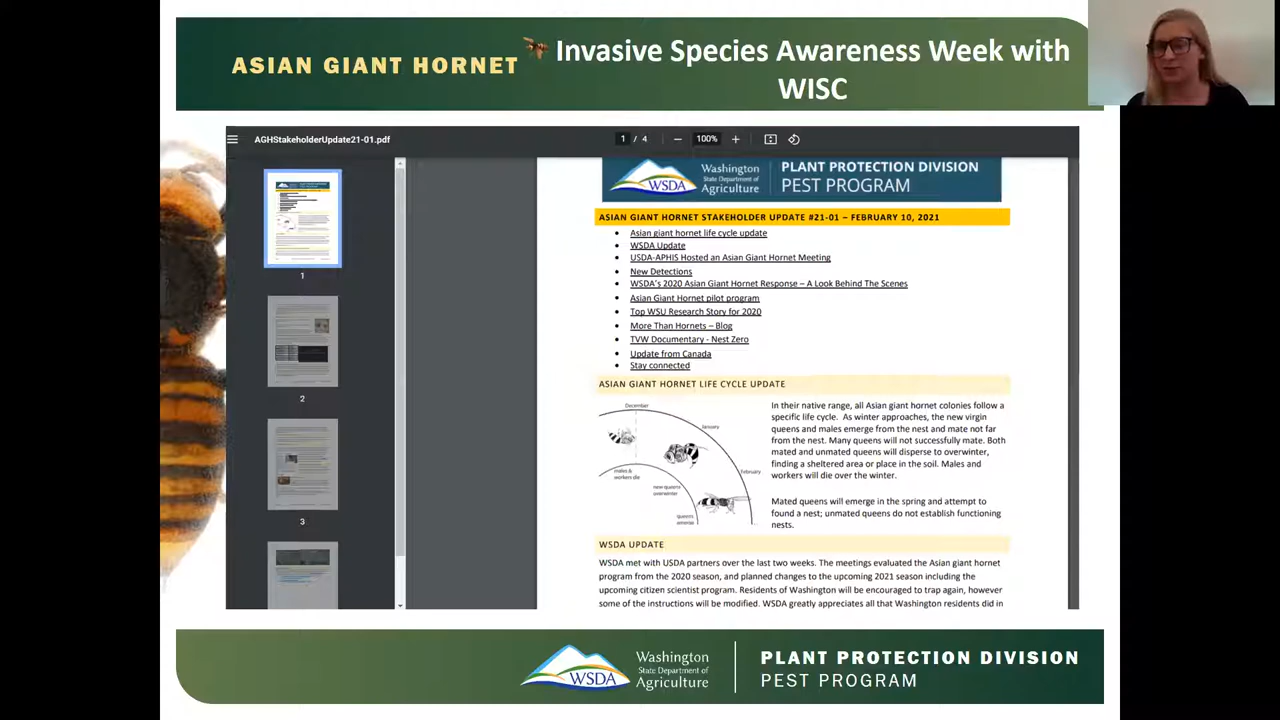 ASIAN GIANT HORNET
Invasive Species Awareness Week with
WISC
AGHStakeholderUpdate21-01.pdf
1 / 4
100%
1
2
3
WSDA
Washington
State Department of
Agriculture
PLANT PROTECTION DIVISION
PEST PROGRAM
ASIAN GIANT HORNET STAKEHOLDER UPDATE #21-01 – FEBRUARY 10, 2021
• Asian giant hornet life cycle update
• WSDA Update
• USDA-APHIS Hosted an Asian Giant Hornet Meeting
• New Detections
• WSDA's 2020 Asian Giant Hornet Response – A Look Behind The Scenes
• Asian Giant Hornet pilot program
• Top WSU Research Story for 2020
• More Than Hornets – Blog
• TVW Documentary - Nest Zero
• Update from Canada
• Stay connected
ASIAN GIANT HORNET LIFE CYCLE UPDATE
December
January
February
males &
workers die
new queens
overwinter
queens
emerge
In their native range, all Asian giant hornet colonies follow a
specific life cycle. As winter approaches, the new virgin
queens and males emerge from the nest and mate not far
from the nest. Many queens will not successfully mate. Both
mated and unmated queens will disperse to overwinter,
finding a sheltered area or place in the soil. Males and
workers will die over the winter.
Mated queens will emerge in the spring and attempt to
found a nest; unmated queens do not establish functioning
nests.
WSDA UPDATE
WSDA met with USDA partners over the last two weeks. The meetings evaluated the Asian giant hornet
program from the 2020 season, and planned changes to the upcoming 2021 season including the
upcoming citizen scientist program. Residents of Washington will be encouraged to trap again, however
some of the instructions will be modified. WSDA greatly appreciates all that Washington residents did in
WSDA
Washington
State Department of
Agriculture
PLANT PROTECTION DIVISION
PEST PROGRAM